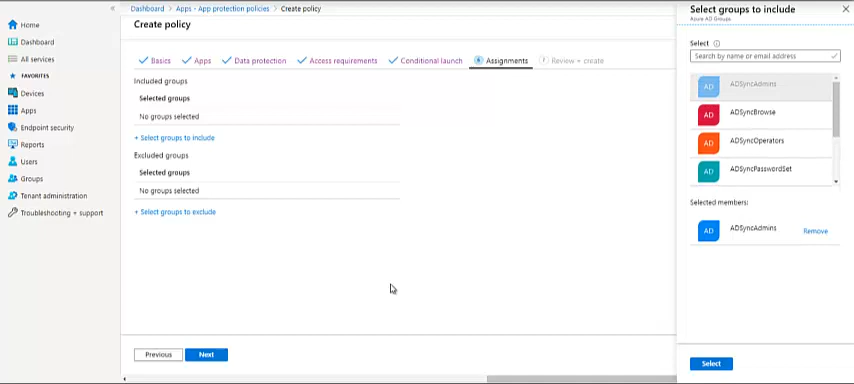 Dashboard > Apps - App protection policies > Create policy
Create policy
Home
Dashboard
All services
FAVORITES
Devices
Apps
Endpoint security
Reports
Users
Groups
Tenant administration
Troubleshooting + support
Basics Apps Data protection Access requirements Conditional launch Assignments Review + create
Included groups
Selected groups
No groups selected
+ Select groups to include
Excluded groups
Selected groups
No groups selected
+ Select groups to exclude
Previous Next
Select groups to include
Azure AD Groups
Select
Search by name or email address
AD ADSyncAdmins
AD ADSyncBrowse
AD ADSyncOperators
AD ADSyncPasswordSet
Selected members:
AD ADSyncAdmins Remove
Select